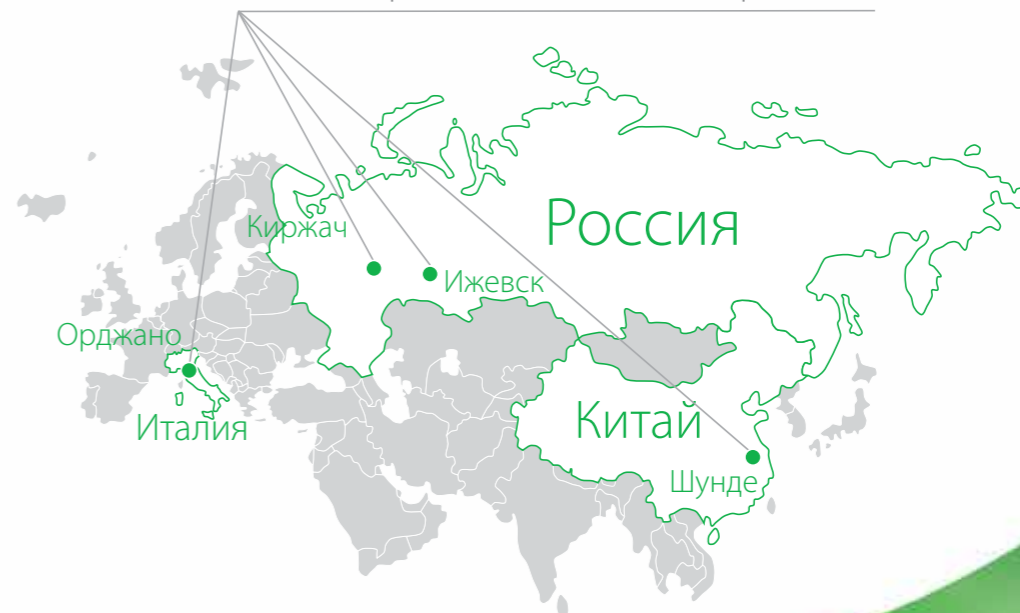 Россия
Киржач
Ижевск
Орджано
Италия
Китай
Шунде